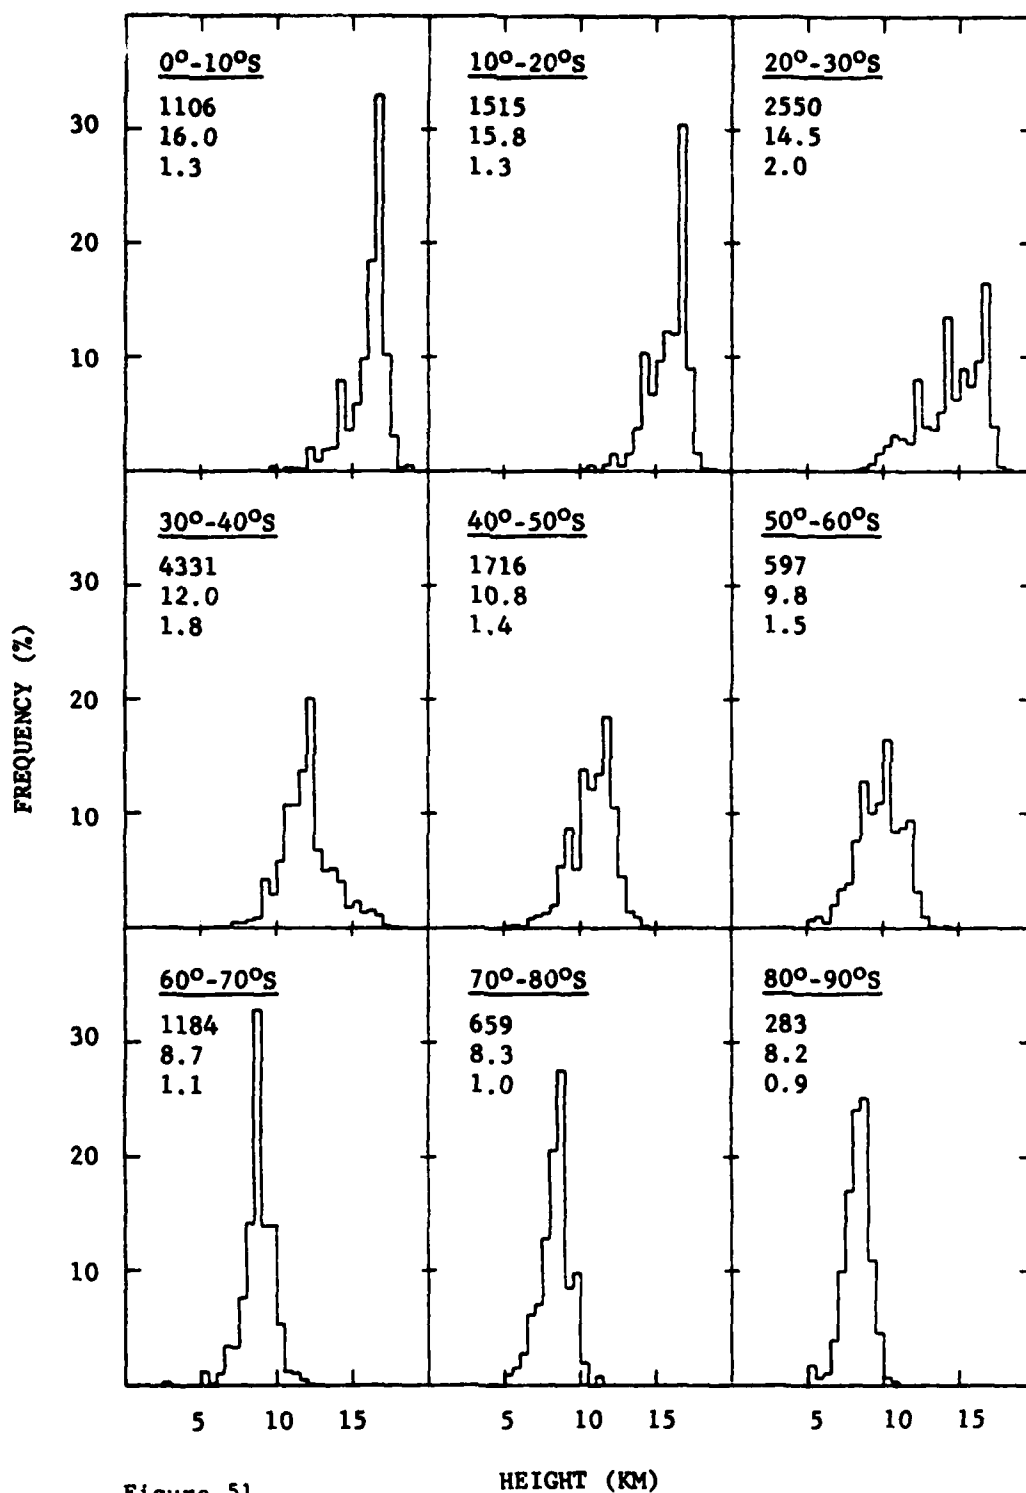 0°-10°S
1106
16.0
1.3
10°-20°S
1515
15.8
1.3
20°-30°S
2550
14.5
2.0
30
20
10
30°-40°S
4331
12.0
1.8
40°-50°S
1716
10.8
1.4
50°-60°S
597
9.8
1.5
30
20
10
FREQUENCY (%)
60°-70°S
1184
8.7
1.1
70°-80°S
659
8.3
1.0
80°-90°S
283
8.2
0.9
30
20
10
5 10 15
5 10 15
5 10 15
HEIGHT (KM)
Figure 51